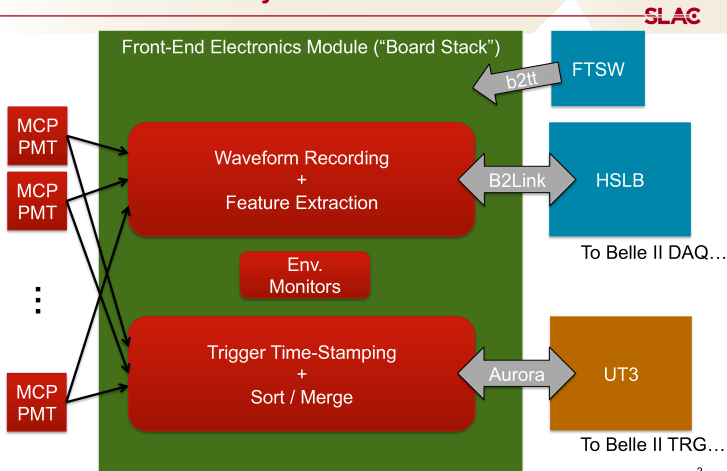 SLAC
Front-End Electronics Module (“Board Stack”)
b2tt
FTSW
MCP
PMT
MCP
PMT
Waveform Recording
+
Feature Extraction
B2Link
HSLB
To Belle II DAQ…
Env.
Monitors
⋮
MCP
PMT
Trigger Time-Stamping
+
Sort / Merge
Aurora
UT3
To Belle II TRG…